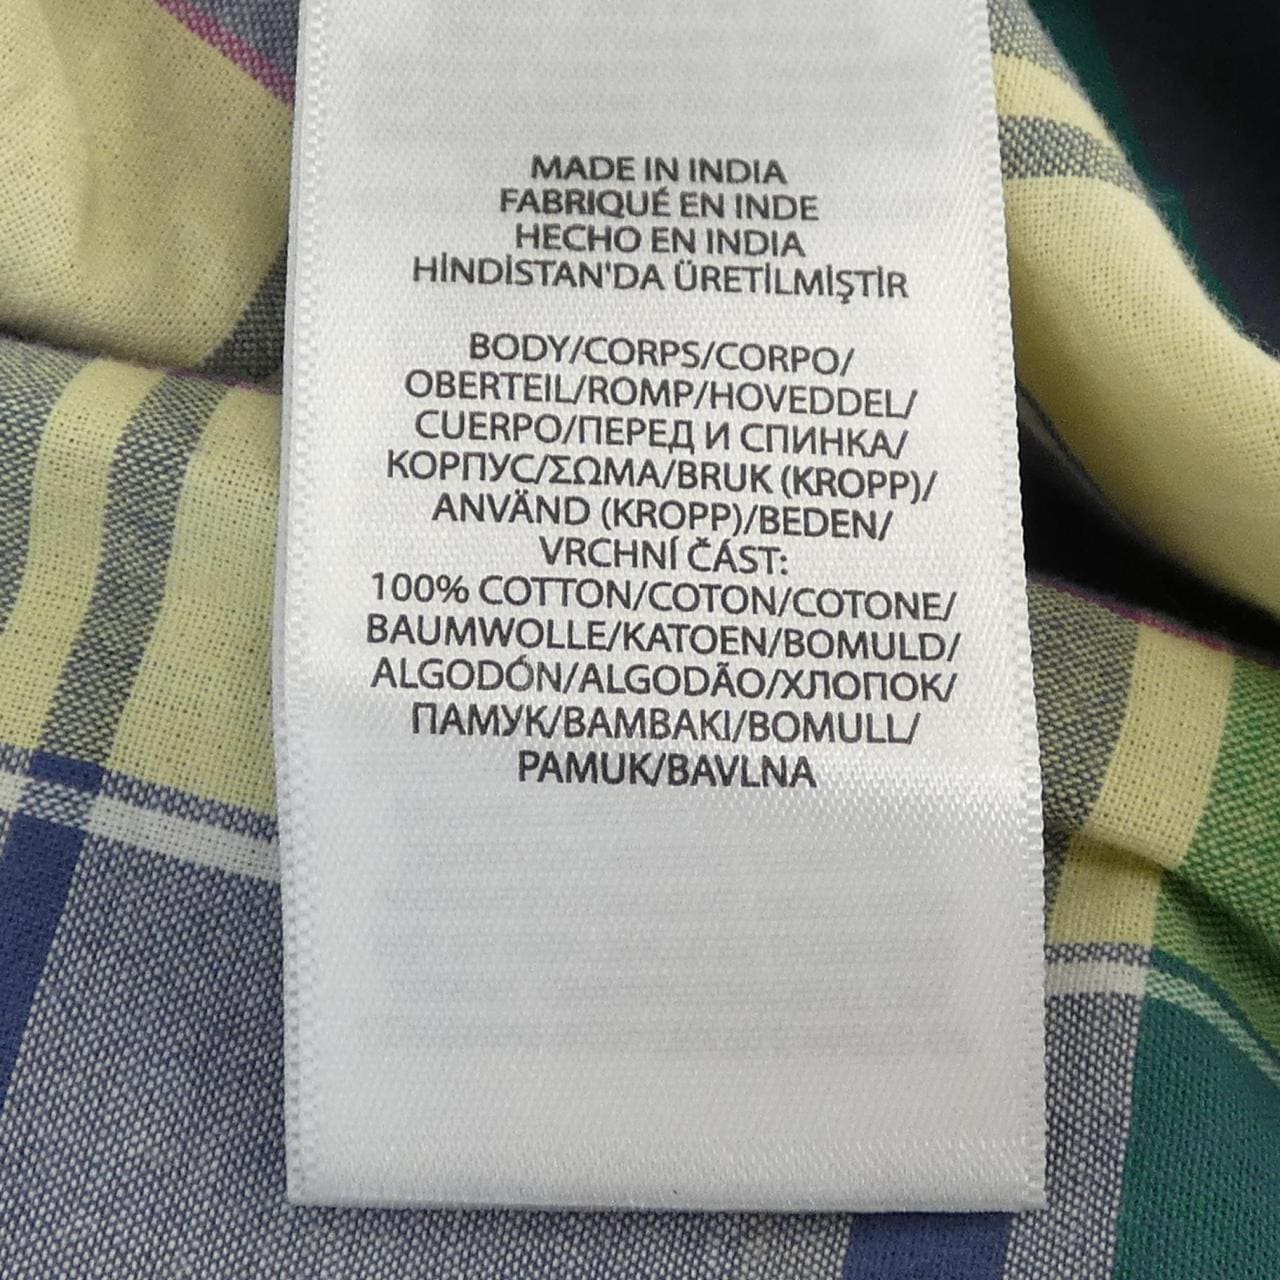 MADE IN INDIA
FABRIQUÉ EN INDE
HECHO EN INDIA
HİNDİSTAN'DA ÜRETİLMİŞTİR
BODY/CORPS/CORPO/
OBERTEIL/ROMP/HOVEDDEL/
CUERPO/ПЕРЕД И СПИНКА/
КОРПУС/ΣΩΜΑ/BRUK (KROPP)/
ANVÄND (KROPP)/BEDEN/
VRCHNÍ ČÁST:
100% COTTON/COTON/COTONE/
BAUMWOLLE/KATOEN/BOMULD/
ALGODÓN/ALGODÃO/ХЛОПОК/
ПАМУК/ΒΑΜΒΑΚΙ/BOMULL/
PAMUK/BAVLNA